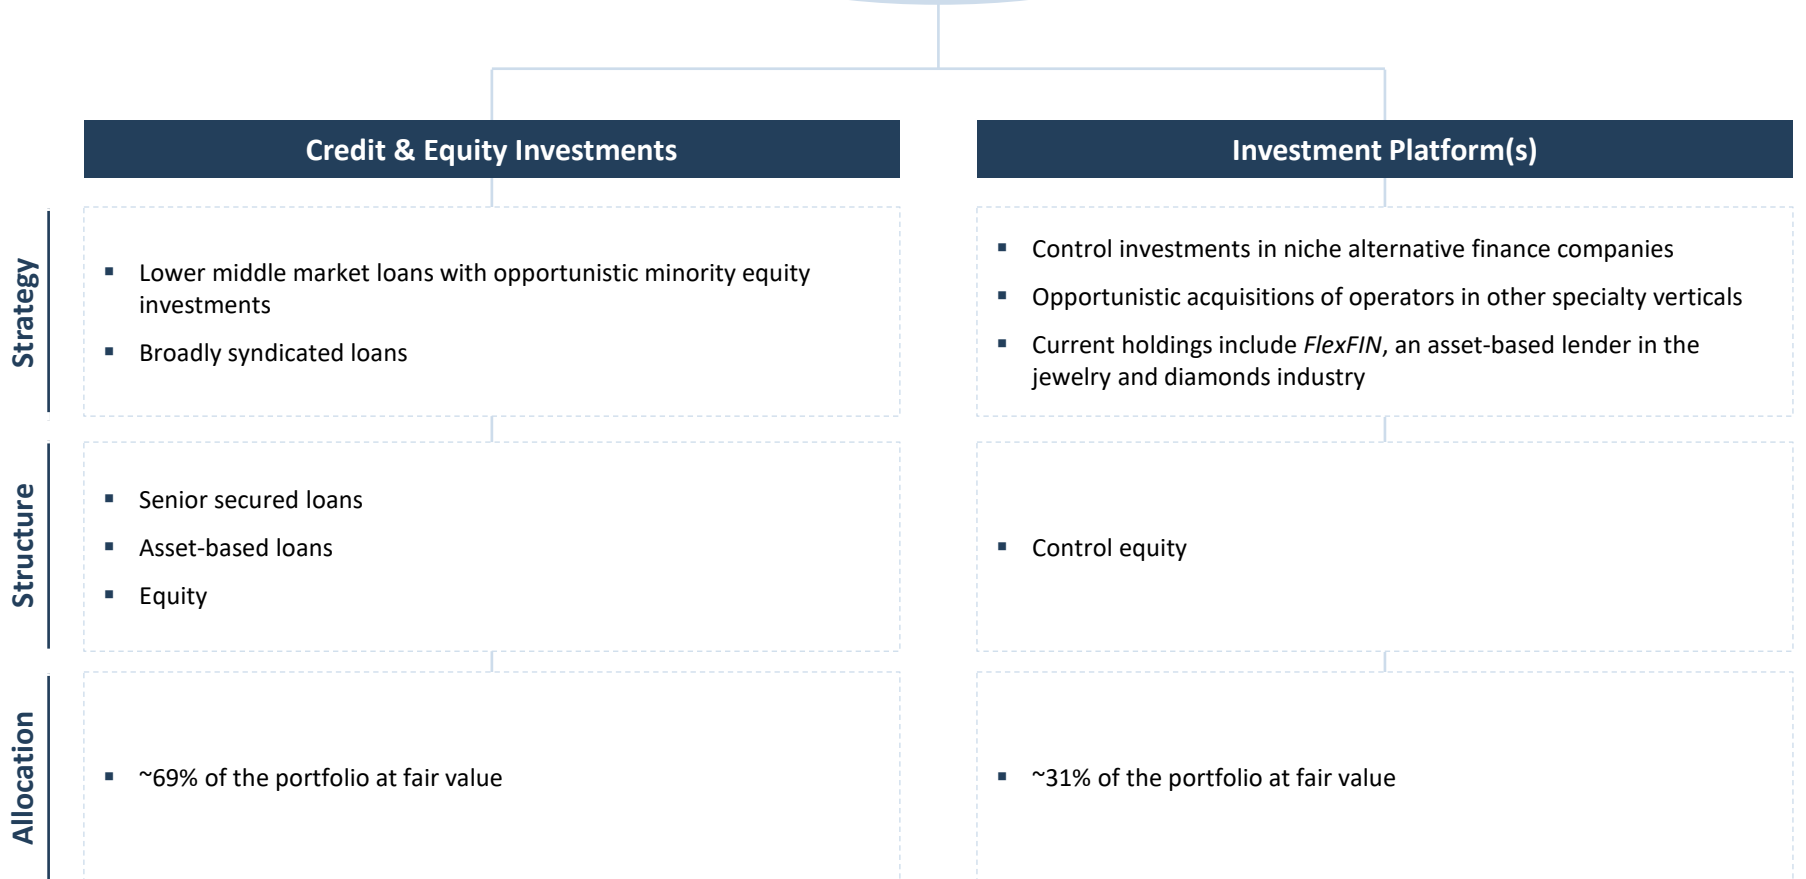 Credit & Equity Investments
Investment Platform(s)
Strategy
▪ Lower middle market loans with opportunistic minority equity
investments
▪ Broadly syndicated loans
▪ Control investments in niche alternative finance companies
▪ Opportunistic acquisitions of operators in other specialty verticals
▪ Current holdings include FlexFIN, an asset-based lender in the
jewelry and diamonds industry
Structure
▪ Senior secured loans
▪ Asset-based loans
▪ Equity
▪ Control equity
Allocation
▪ ~69% of the portfolio at fair value
▪ ~31% of the portfolio at fair value